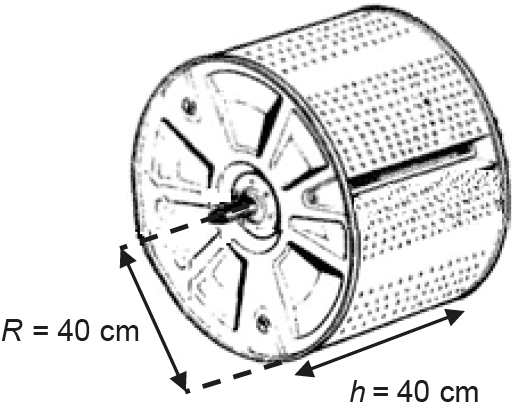 R = 40 cm
h = 40 cm